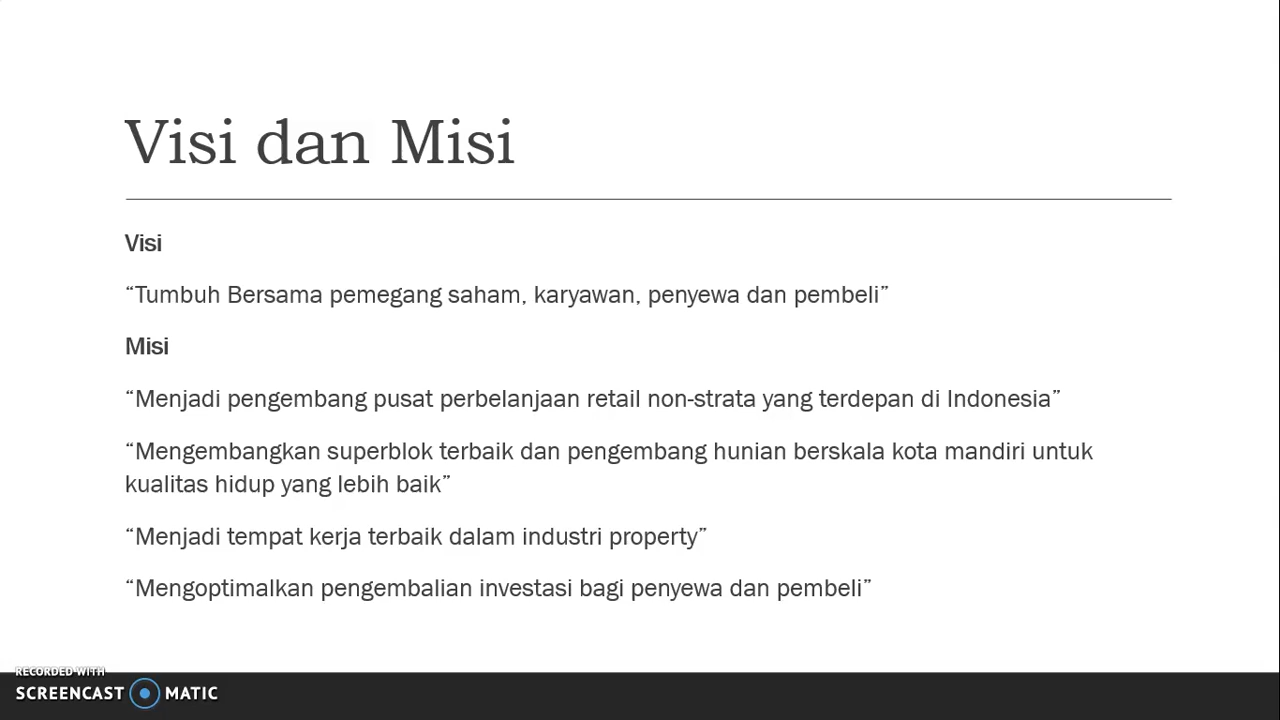 Visi dan Misi
Visi
“Tumbuh Bersama pemegang saham, karyawan, penyewa dan pembeli”
Misi
“Menjadi pengembang pusat perbelanjaan retail non-strata yang terdepan di Indonesia”
“Mengembangkan superblok terbaik dan pengembang hunian berskala kota mandiri untuk
kualitas hidup yang lebih baik”
“Menjadi tempat kerja terbaik dalam industri property”
“Mengoptimalkan pengembalian investasi bagi penyewa dan pembeli”
RECORDED WITH
SCREENCAST MATIC